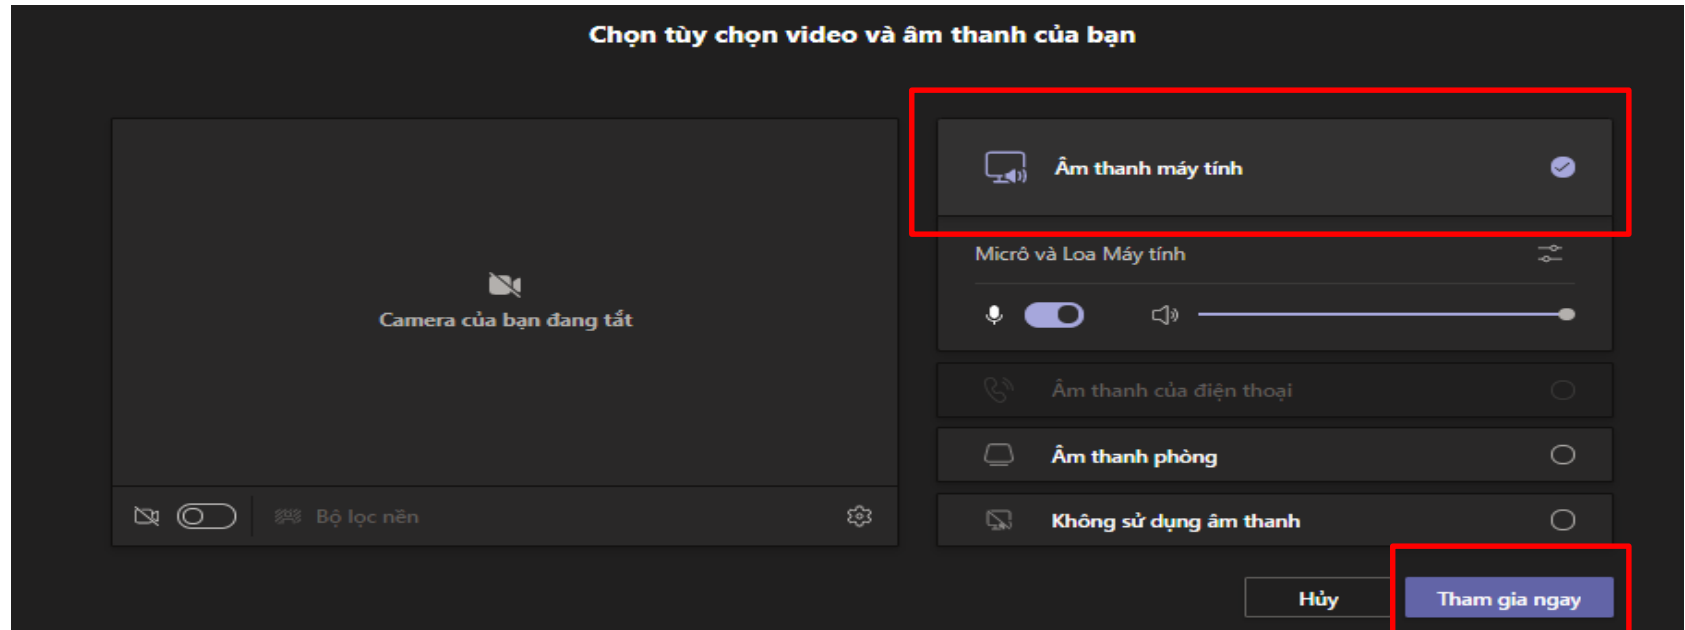 Chọn tùy chọn video và âm thanh của bạn
Camera của bạn đang tắt
Bộ lọc nền
Âm thanh máy tính
Micrô và Loa Máy tính
Âm thanh của điện thoại
Âm thanh phòng
Không sử dụng âm thanh
Hủy
Tham gia ngay